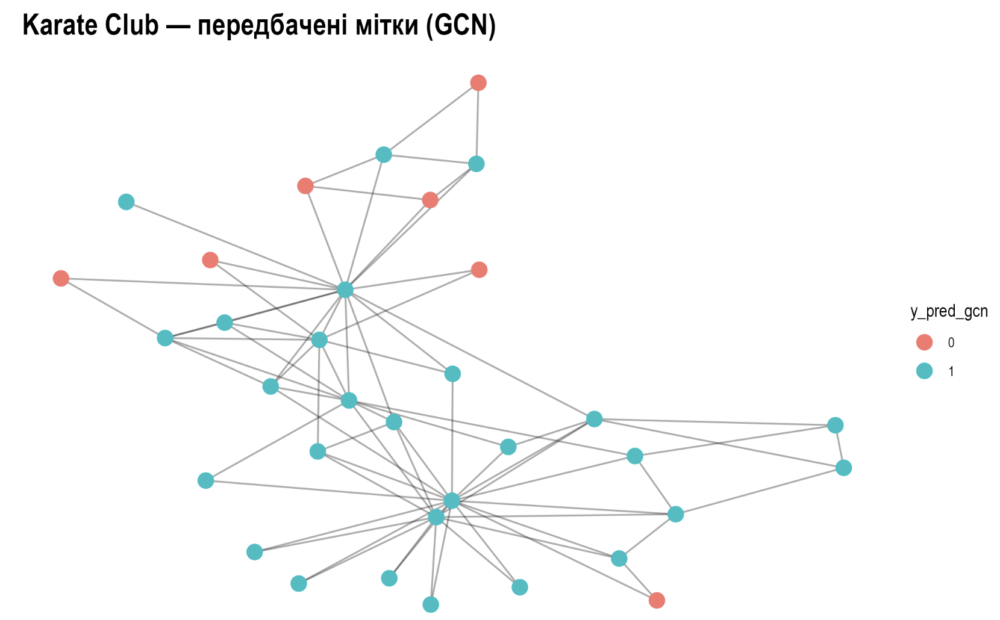 Karate Club — передбачені мітки (GCN)
y_pred_gcn
0
1